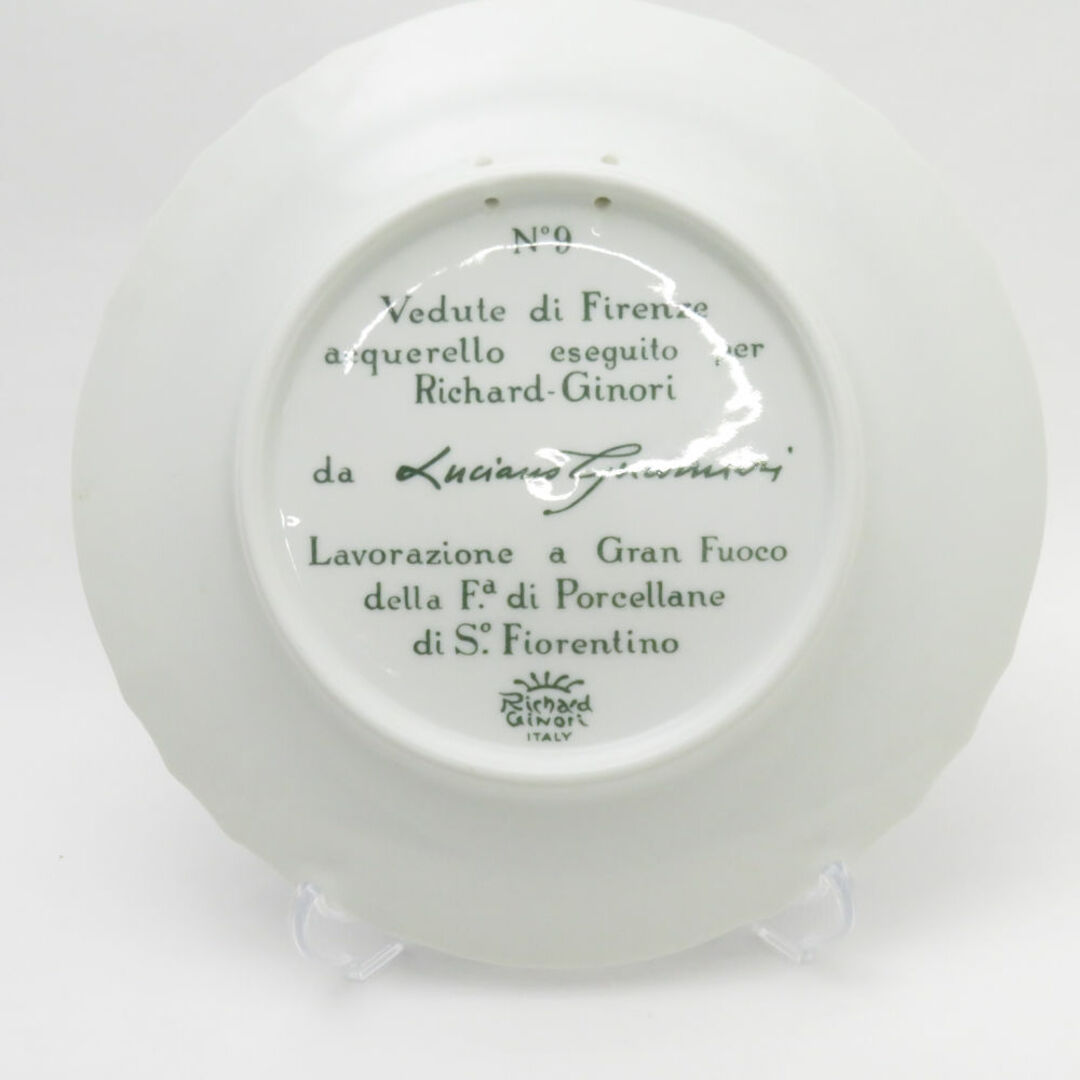 Nº9
Vedute di Firenze
acquerello eseguito per
Richard-Ginori
da Luciano
Lavorazione a Gran Fuoco
della F.ª di Porcellane
di S.º Fiorentino
Richard
Ginori
ITALY